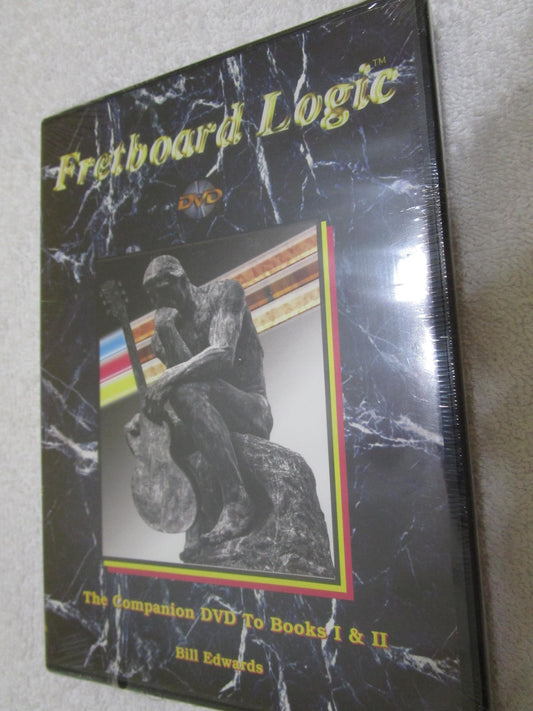 Fretboard Logic™
DVD
The Companion DVD To Books I & II
Bill Edwards